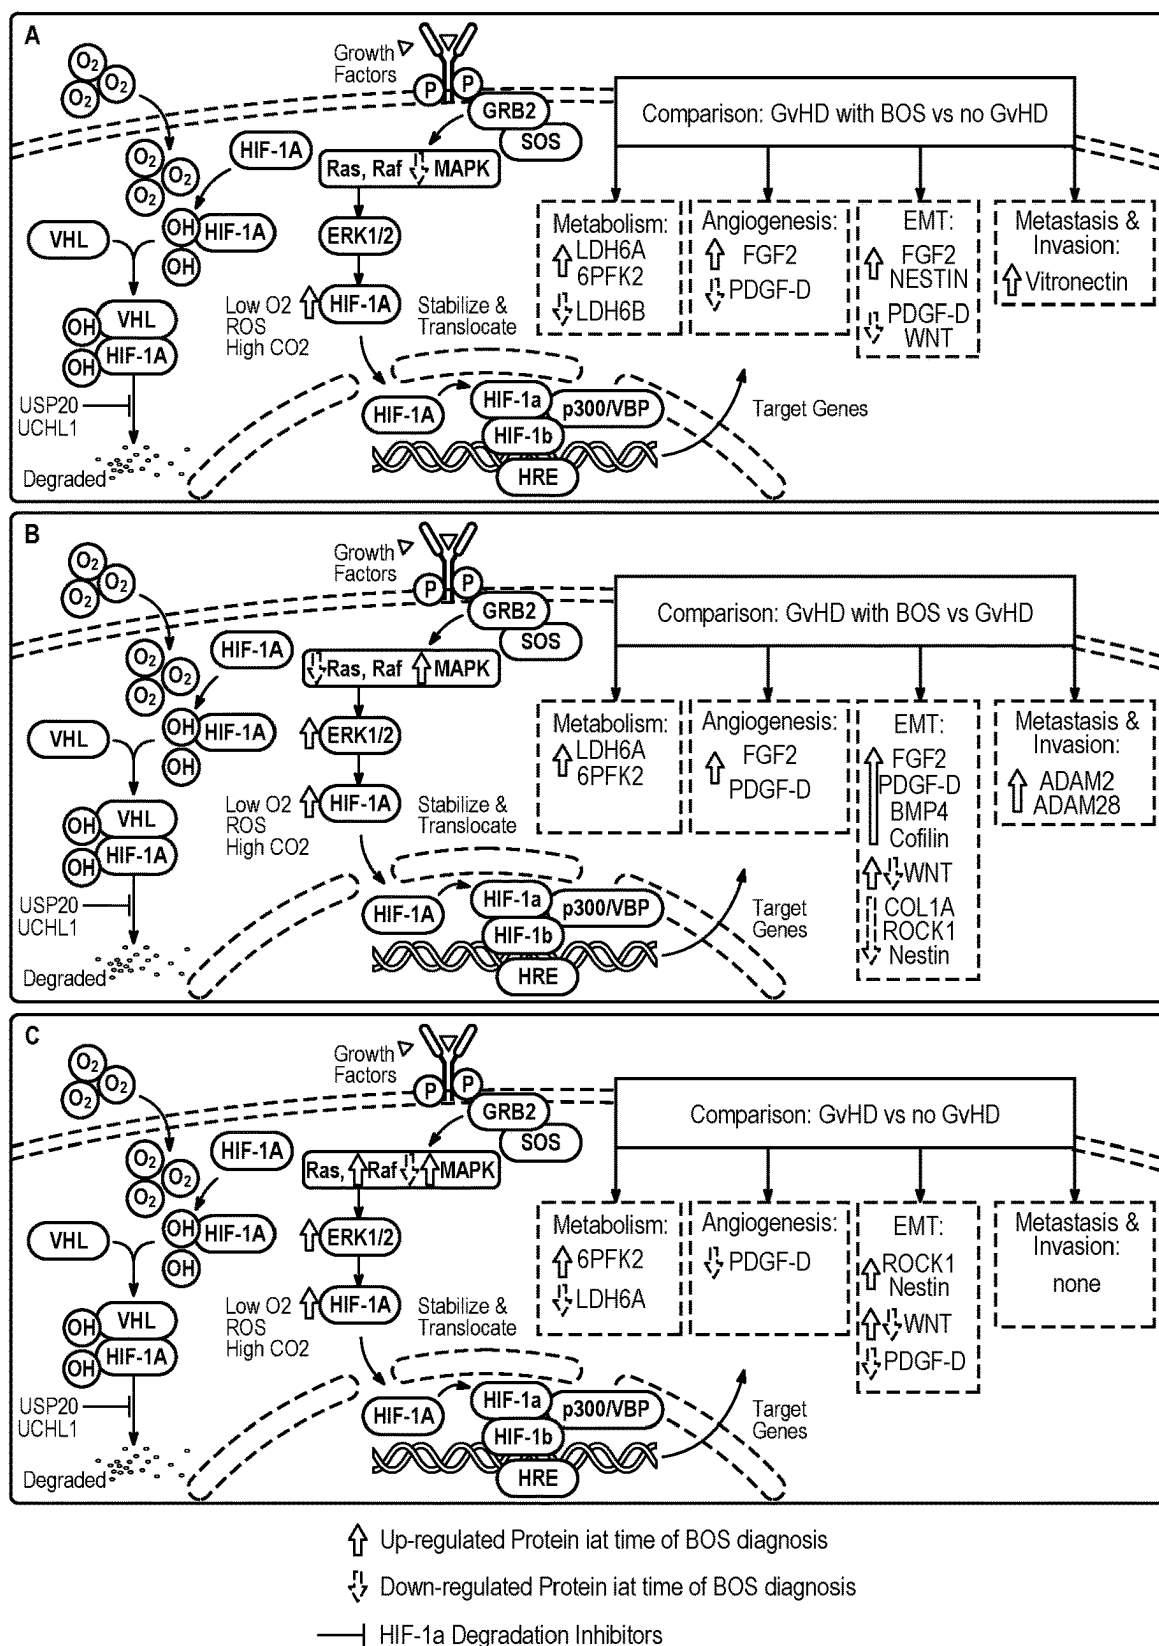 A
O2
O2
O2
Growth
Factors
P
P
GRB2
SOS
Comparison: GvHD with BOS vs no GvHD
O2
O2
O2
HIF-1A
Ras, Raf MAPK
OH
HIF-1A
OH
VHL
ERK1/2
Low O2
ROS
High CO2
HIF-1A
Stabilize &
Translocate
OH
VHL
OH
HIF-1A
USP20
UCHL1
Degraded
HIF-1A
HIF-1a
p300/VBP
HIF-1b
HRE
Target Genes
Metabolism:
LDH6A
6PFK2
LDH6B
Angiogenesis:
FGF2
PDGF-D
EMT:
FGF2
NESTIN
PDGF-D
WNT
Metastasis &
Invasion:
Vitronectin
B
O2
O2
O2
Growth
Factors
P
P
GRB2
SOS
Comparison: GvHD with BOS vs GvHD
O2
O2
O2
HIF-1A
Ras, Raf MAPK
OH
HIF-1A
OH
VHL
ERK1/2
Low O2
ROS
High CO2
HIF-1A
Stabilize &
Translocate
OH
VHL
OH
HIF-1A
USP20
UCHL1
Degraded
HIF-1A
HIF-1a
p300/VBP
HIF-1b
HRE
Target
Genes
Metabolism:
LDH6A
6PFK2
Angiogenesis:
FGF2
PDGF-D
EMT:
FGF2
PDGF-D
BMP4
Cofilin
WNT
COL1A
ROCK1
Nestin
Metastasis &
Invasion:
ADAM2
ADAM28
C
O2
O2
O2
Growth
Factors
P
P
GRB2
SOS
Comparison: GvHD vs no GvHD
O2
O2
O2
HIF-1A
Ras, Raf MAPK
OH
HIF-1A
OH
VHL
ERK1/2
Low O2
ROS
High CO2
HIF-1A
Stabilize &
Translocate
OH
VHL
OH
HIF-1A
USP20
UCHL1
Degraded
HIF-1A
HIF-1a
p300/VBP
HIF-1b
HRE
Target
Genes
Metabolism:
6PFK2
LDH6A
Angiogenesis:
PDGF-D
EMT:
ROCK1
Nestin
WNT
PDGF-D
Metastasis &
Invasion:
none
Up-regulated Protein iat time of BOS diagnosis
Down-regulated Protein iat time of BOS diagnosis
HIF-1a Degradation Inhibitors